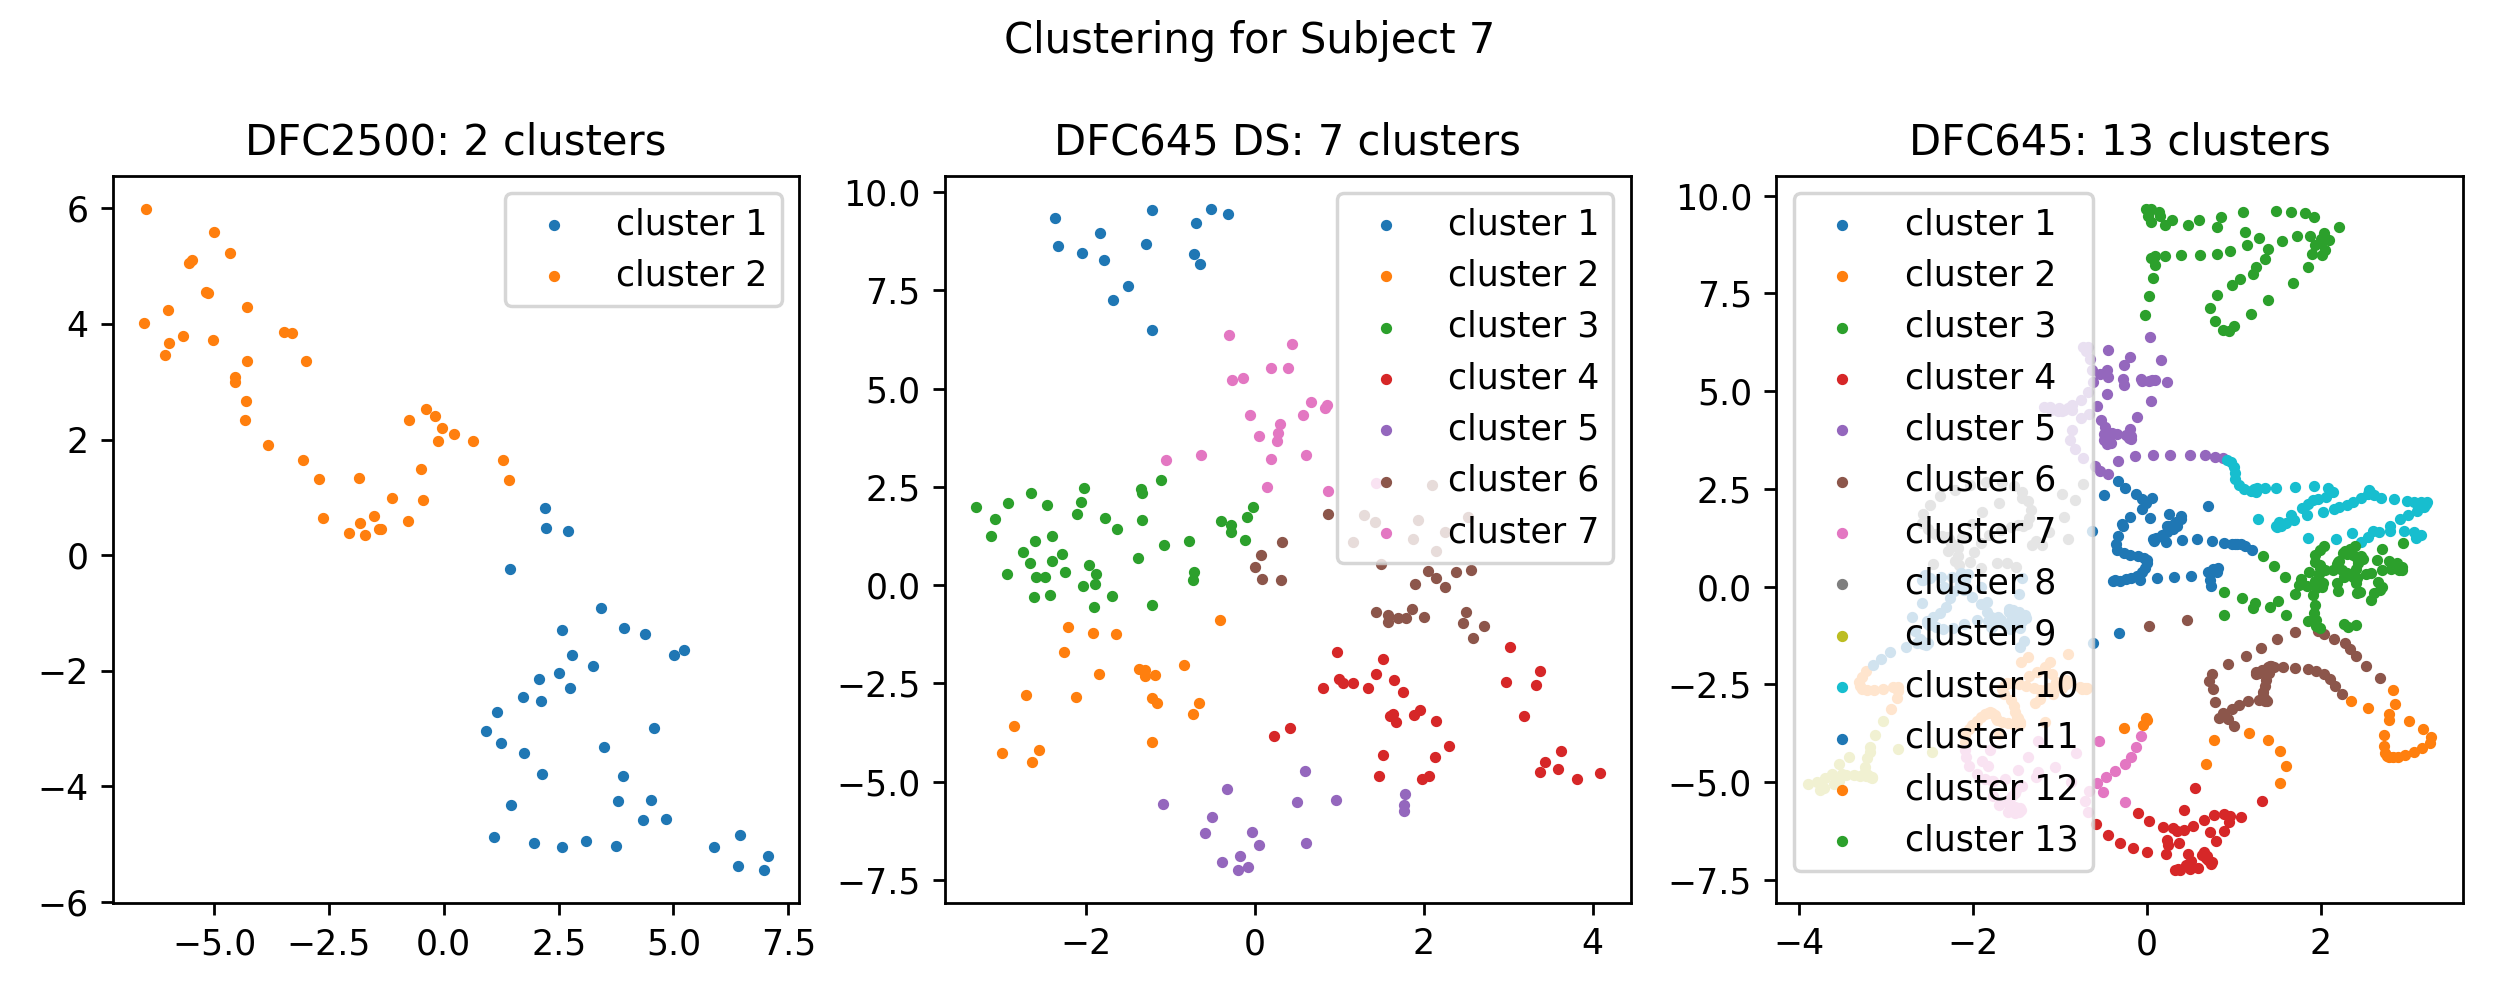 Clustering for Subject 7
DFC2500: 2 clusters
6
4
2
0
−2
−4
−6
−5.0 −2.5 0.0 2.5 5.0 7.5
cluster 1
cluster 2
DFC645 DS: 7 clusters
10.0
7.5
5.0
2.5
0.0
−2.5
−5.0
−7.5
−2 0 2 4
cluster 1
cluster 2
cluster 3
cluster 4
cluster 5
cluster 6
cluster 7
DFC645: 13 clusters
10.0
7.5
5.0
2.5
0.0
−2.5
−5.0
−7.5
−4 −2 0 2
cluster 1
cluster 2
cluster 3
cluster 4
cluster 5
cluster 6
cluster 7
cluster 8
cluster 9
cluster 10
cluster 11
cluster 12
cluster 13